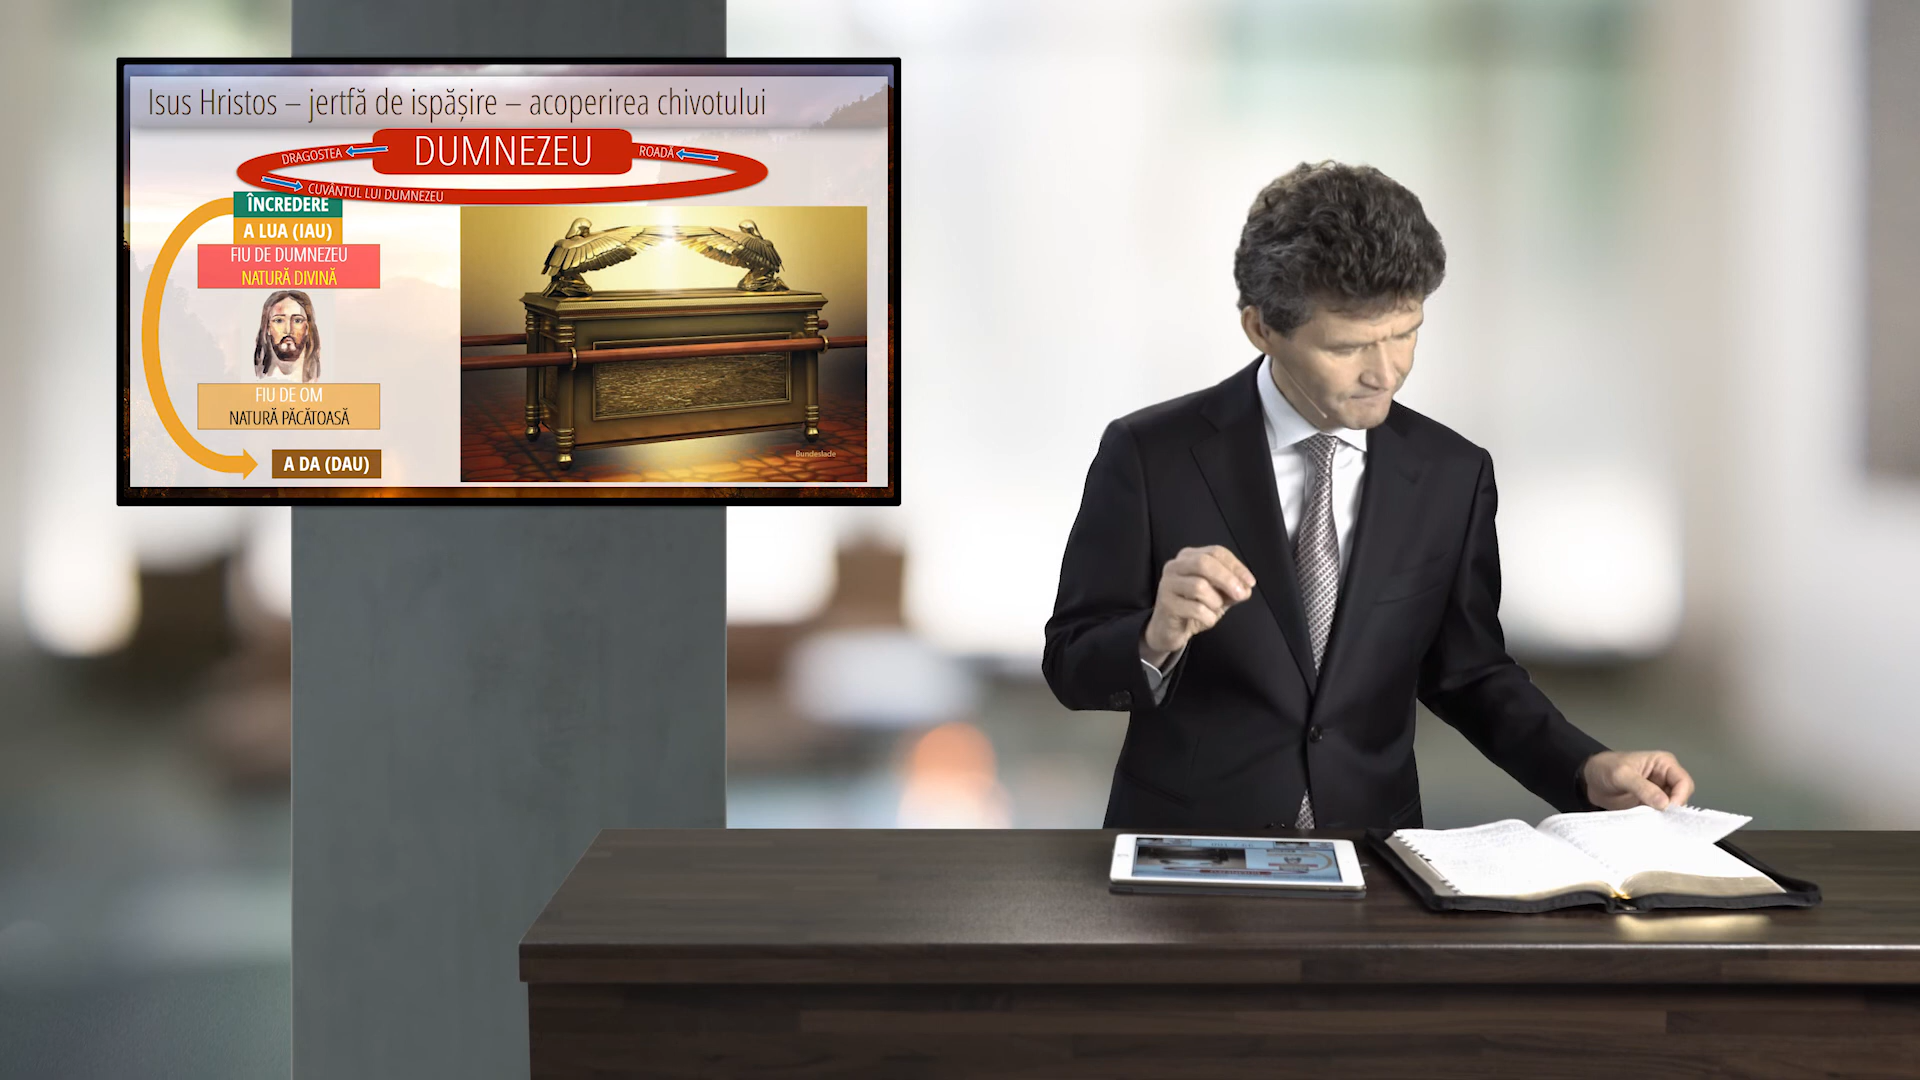 Isus Hristos – jertfă de ispășire – acoperirea chivotului
DUMNEZEU
DRAGOSTEA
ROADĂ
CUVÂNTUL LUI DUMNEZEU
ÎNCREDERE
A LUA (IAU)
FIU DE DUMNEZEU
NATURĂ DIVINĂ
FIU DE OM
NATURĂ PĂCĂTOASĂ
A DA (DAU)
Bundeslade